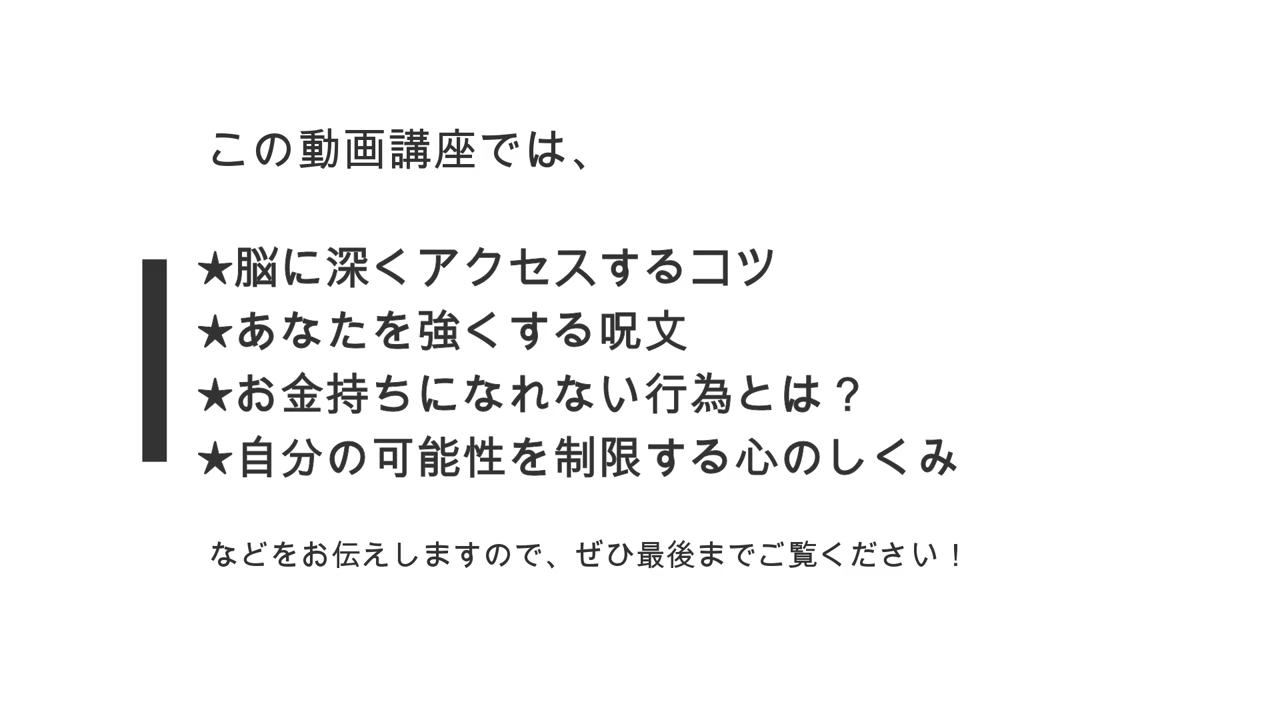 この動画講座では、
★脳に深くアクセスするコツ
★あなたを強くする呪文
★お金持ちになれない行為とは？
★自分の可能性を制限する心のしくみ
などをお伝えしますので、ぜひ最後までご覧ください！